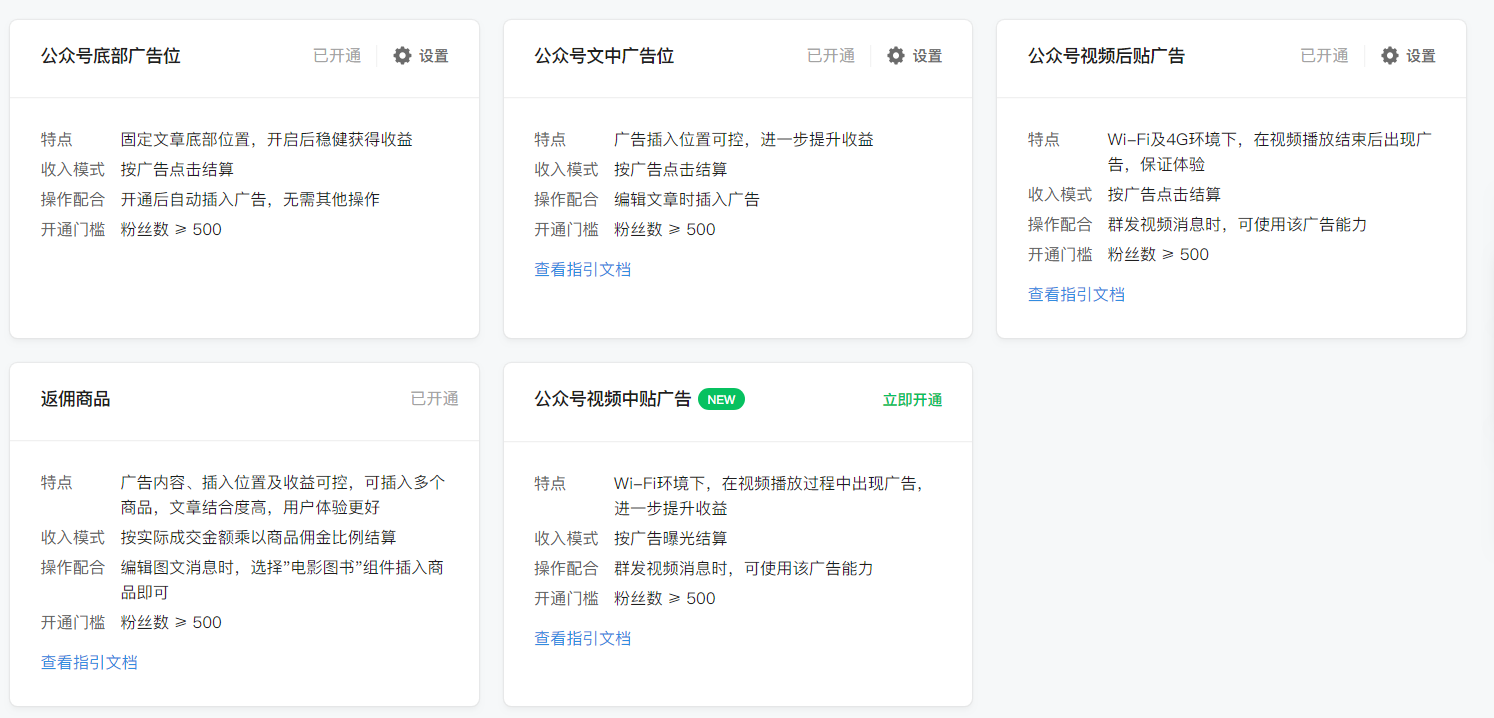 公众号底部广告位 已开通 设置
特点 固定文章底部位置，开启后稳健获得收益
收入模式 按广告点击结算
操作配合 开通后自动插入广告，无需其他操作
开通门槛 粉丝数 ≥ 500
公众号文中广告位 已开通 设置
特点 广告插入位置可控，进一步提升收益
收入模式 按广告点击结算
操作配合 编辑文章时插入广告
开通门槛 粉丝数 ≥ 500
查看指引文档
公众号视频后贴广告 已开通 设置
特点 Wi-Fi及4G环境下，在视频播放结束后出现广
告，保证体验
收入模式 按广告点击结算
操作配合 群发视频消息时，可使用该广告能力
开通门槛 粉丝数 ≥ 500
查看指引文档
返佣商品 已开通
特点 广告内容、插入位置及收益可控，可插入多个
商品，文章结合度高，用户体验更好
收入模式 按实际成交金额乘以商品佣金比例结算
操作配合 编辑图文消息时，选择”电影图书”组件插入商
品即可
开通门槛 粉丝数 ≥ 500
查看指引文档
公众号视频中贴广告 NEW 立即开通
特点 Wi-Fi环境下，在视频播放过程中出现广告，
进一步提升收益
收入模式 按广告曝光结算
操作配合 群发视频消息时，可使用该广告能力
开通门槛 粉丝数 ≥ 500
查看指引文档